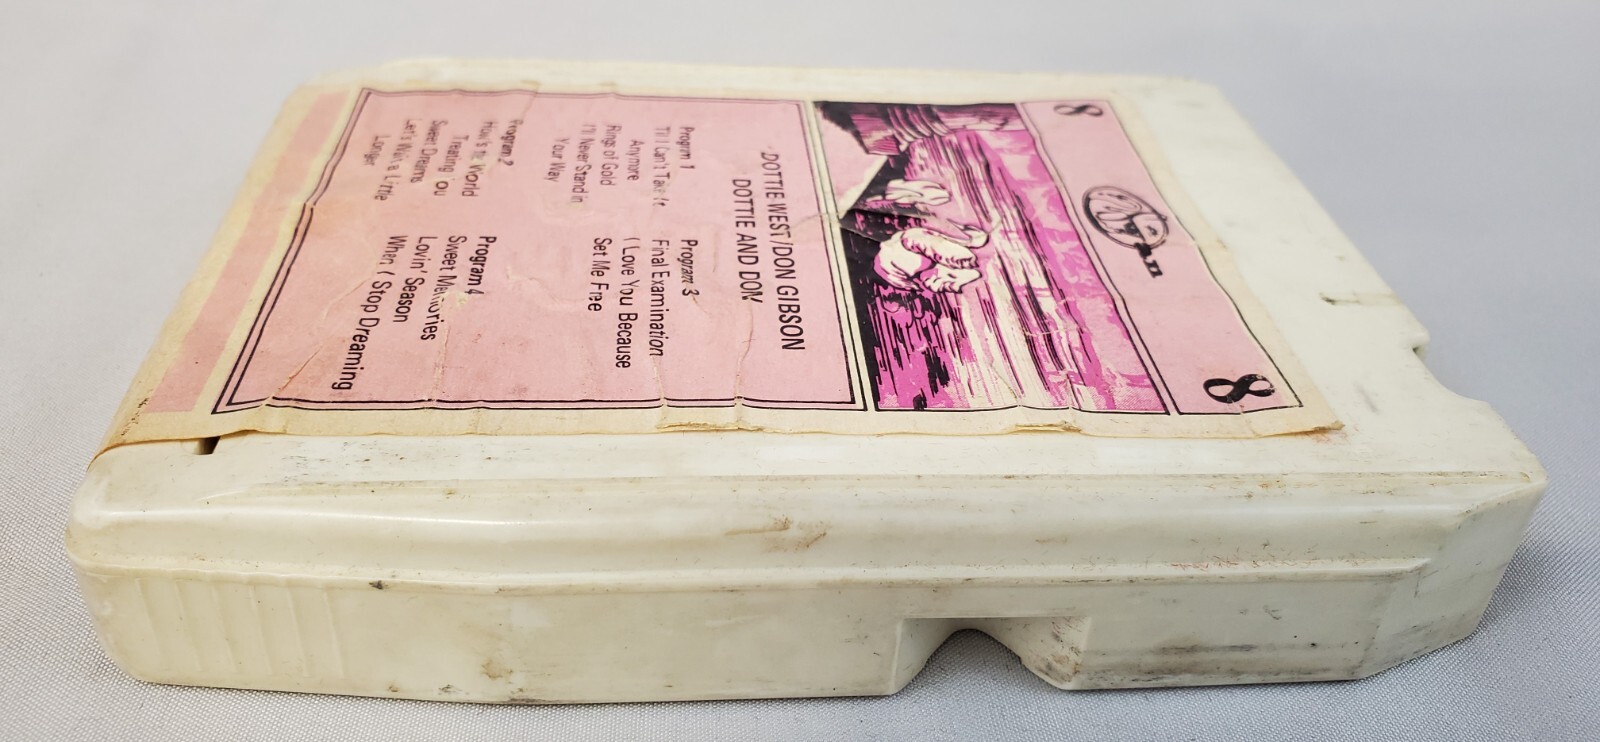 8
8
DOTTIE WEST/DON GIBSON
DOTTIE AND DON
Program 1
Till I Can't Take It
Anymore
Rings of Gold
I'll Never Stand in
Your Way
Program 2
How's the World
Treating You
Sweet Dreams
Let's Wait a Little
Longer
Program 3
Final Examination
(I Love You Because
Set Me Free
Program 4
Sweet Memories
Lovin' Season
When I Stop Dreaming